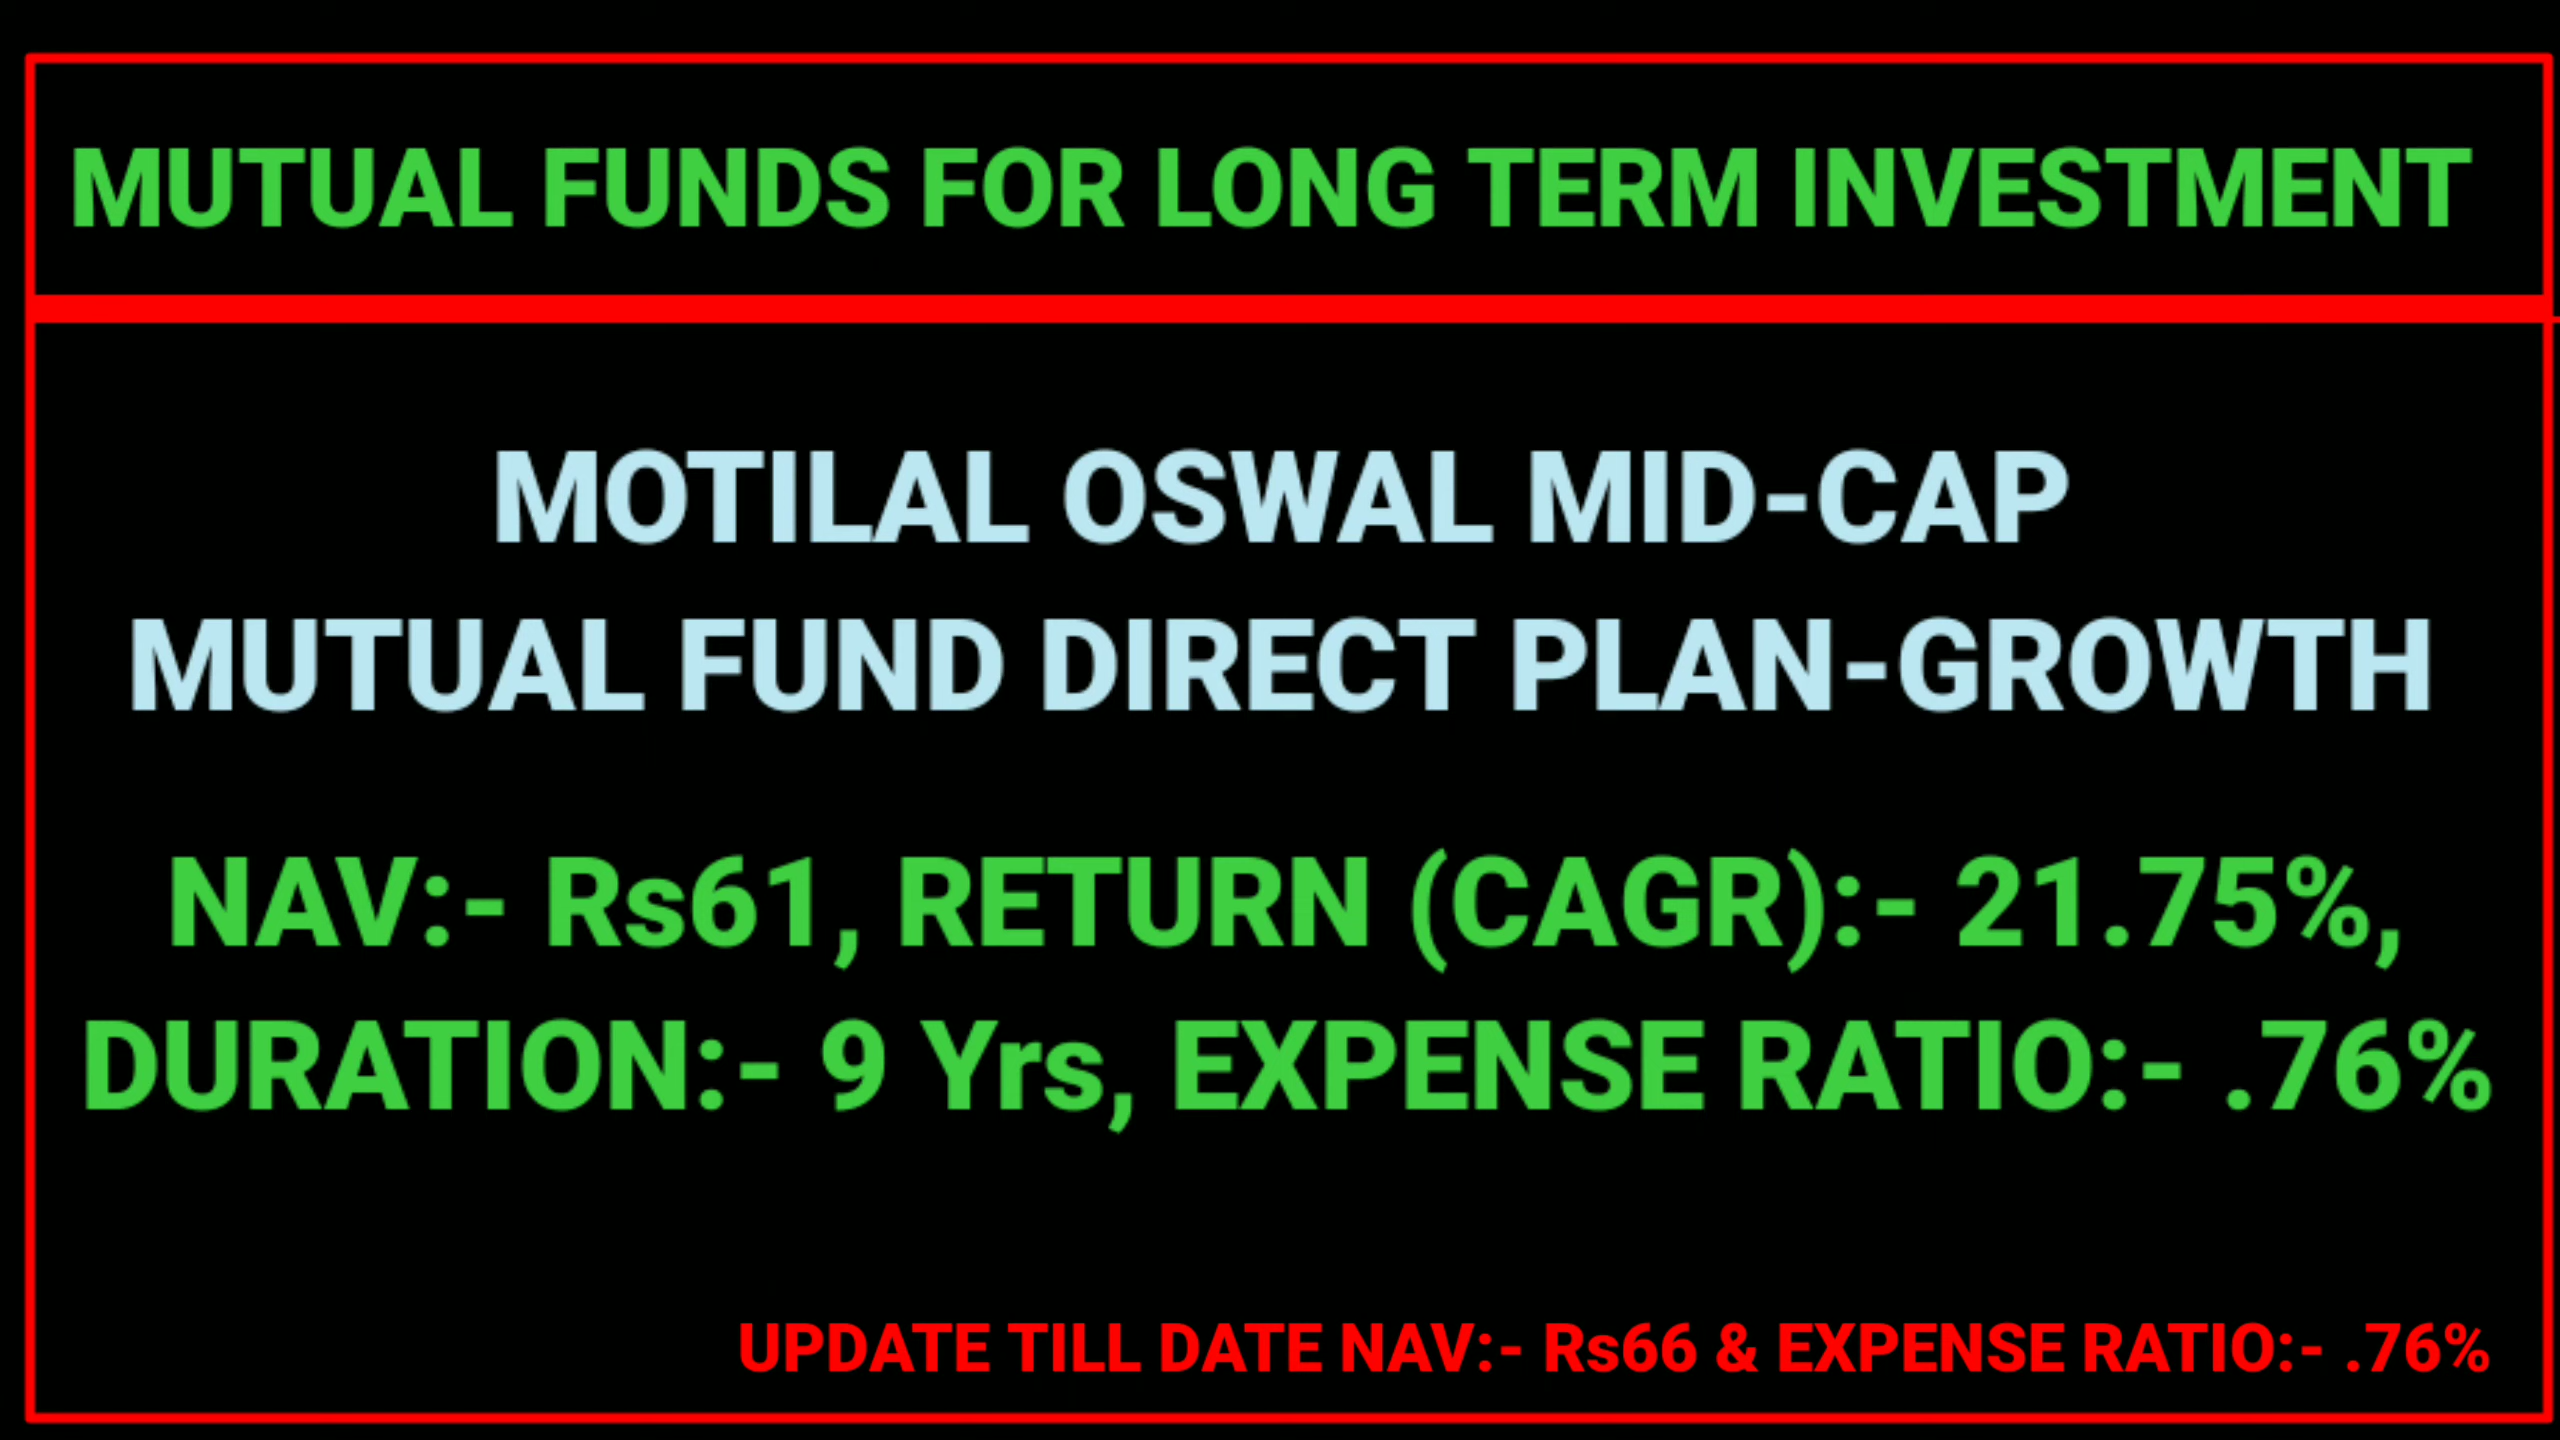 MUTUAL FUNDS FOR LONG TERM INVESTMENT
MOTILAL OSWAL MID-CAP
MUTUAL FUND DIRECT PLAN-GROWTH
NAV:- Rs61, RETURN (CAGR):- 21.75%,
DURATION:- 9 Yrs, EXPENSE RATIO:- .76%
UPDATE TILL DATE NAV:- Rs66 & EXPENSE RATIO:- .76%